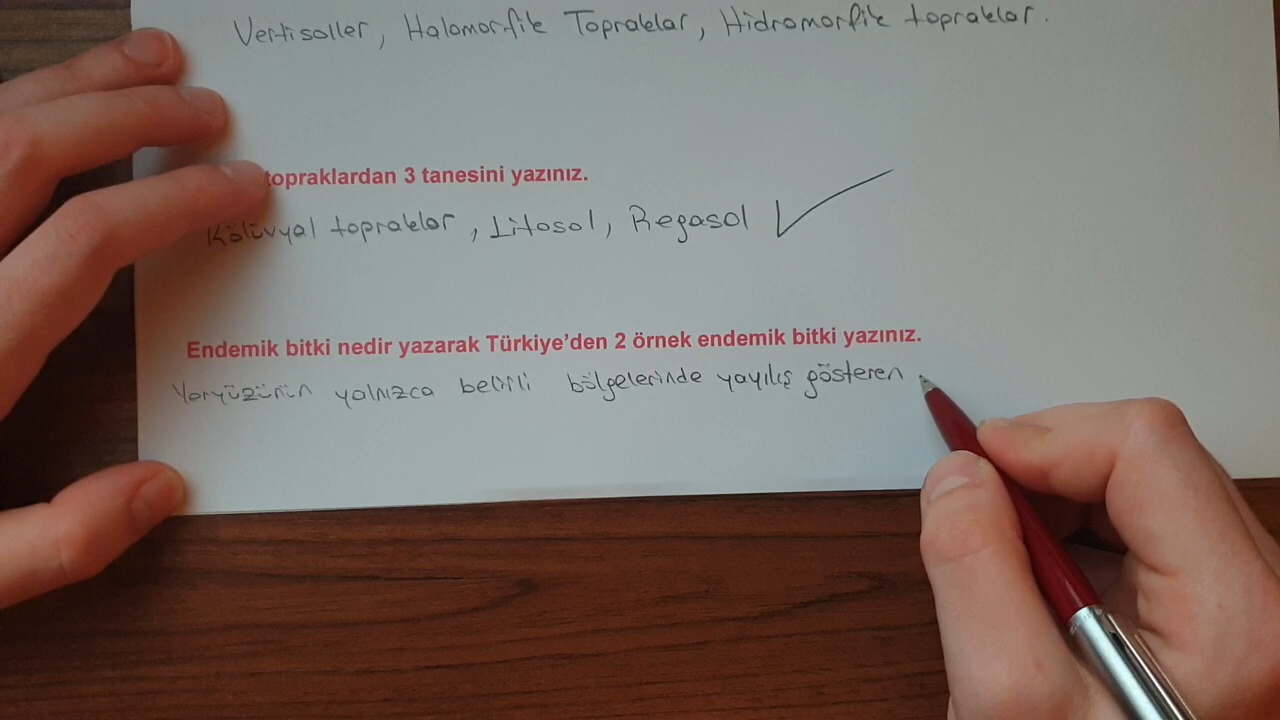 Vertisoller, Halomorfik Topraklar, Hidromorfik topraklar.
topraklardan 3 tanesini yazınız.
Kolüvyal topraklar, Litosol, Regasol
Endemik bitki nedir yazarak Türkiye'den 2 örnek endemik bitki yazınız.
Yeryüzünün yalnızca belirli bölgelerinde yayılış gösteren